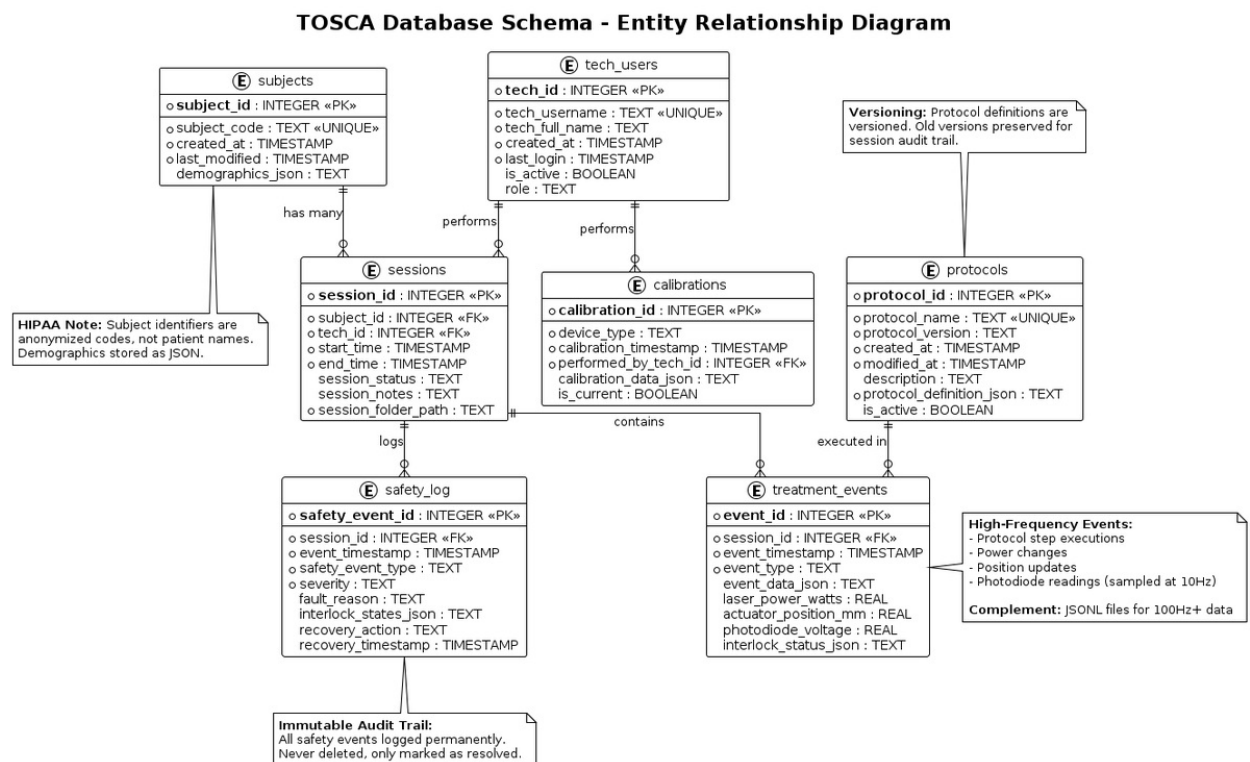 TOSCA Database Schema - Entity Relationship Diagram
E subjects
subject_id : INTEGER «PK»
subject_code : TEXT «UNIQUE»
created_at : TIMESTAMP
last_modified : TIMESTAMP
demographics_json : TEXT
E tech_users
tech_id : INTEGER «PK»
tech_username : TEXT «UNIQUE»
tech_full_name : TEXT
created_at : TIMESTAMP
last_login : TIMESTAMP
is_active : BOOLEAN
role : TEXT
Versioning: Protocol definitions are
versioned. Old versions preserved for
session audit trail.
has many
performs
performs
HIPAA Note: Subject identifiers are
anonymized codes, not patient names.
Demographics stored as JSON.
E sessions
session_id : INTEGER «PK»
subject_id : INTEGER «FK»
tech_id : INTEGER «FK»
start_time : TIMESTAMP
end_time : TIMESTAMP
session_status : TEXT
session_notes : TEXT
session_folder_path : TEXT
E calibrations
calibration_id : INTEGER «PK»
device_type : TEXT
calibration_timestamp : TIMESTAMP
performed_by_tech_id : INTEGER «FK»
calibration_data_json : TEXT
is_current : BOOLEAN
E protocols
protocol_id : INTEGER «PK»
protocol_name : TEXT «UNIQUE»
protocol_version : TEXT
created_at : TIMESTAMP
modified_at : TIMESTAMP
description : TEXT
protocol_definition_json : TEXT
is_active : BOOLEAN
logs
contains
executed in
E safety_log
safety_event_id : INTEGER «PK»
session_id : INTEGER «FK»
event_timestamp : TIMESTAMP
safety_event_type : TEXT
severity : TEXT
fault_reason : TEXT
interlock_states_json : TEXT
recovery_action : TEXT
recovery_timestamp : TIMESTAMP
E treatment_events
event_id : INTEGER «PK»
session_id : INTEGER «FK»
event_timestamp : TIMESTAMP
event_type : TEXT
event_data_json : TEXT
laser_power_watts : REAL
actuator_position_mm : REAL
photodiode_voltage : REAL
interlock_status_json : TEXT
High-Frequency Events:
- Protocol step executions
- Power changes
- Position updates
- Photodiode readings (sampled at 10Hz)
Complement: JSONL files for 100Hz+ data
Immutable Audit Trail:
All safety events logged permanently.
Never deleted, only marked as resolved.